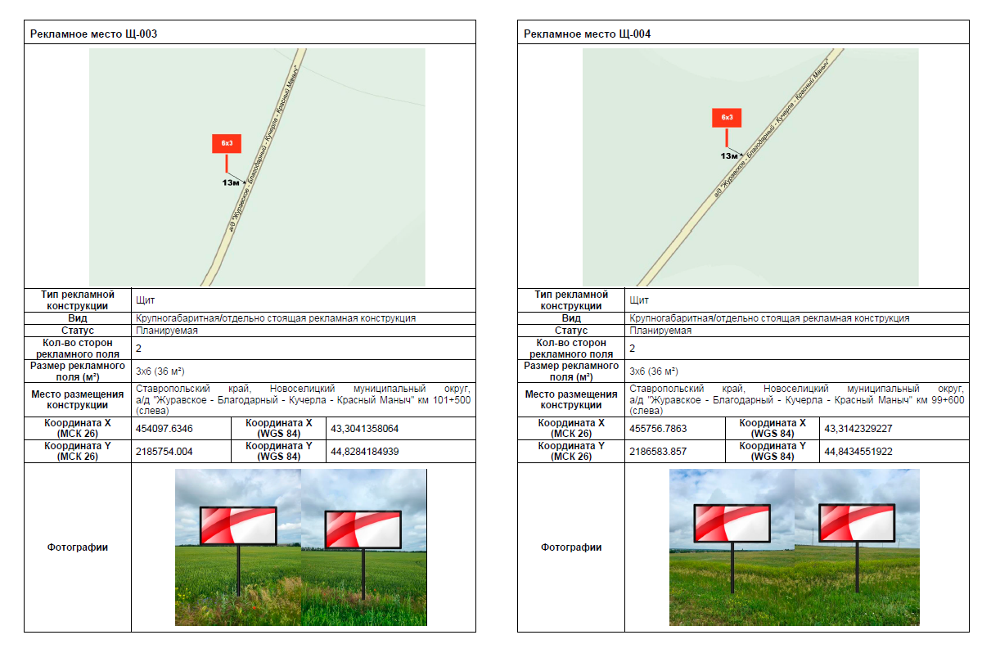 Рекламное место Щ-003
6х3
13м
а/д "Журавское - Благодарный - Кучерла - Красный Маныч"
Тип рекламной
конструкции
Щит
Вид
Крупногабаритная/отдельно стоящая рекламная конструкция
Статус
Планируемая
Кол-во сторон
рекламного поля
2
Размер рекламного
поля (м²)
3х6 (36 м²)
Место размещения
конструкции
Ставропольский край, Новоселицкий муниципальный округ,
а/д "Журавское - Благодарный - Кучерла - Красный Маныч" км 101+500
(слева)
Координата X
(МСК 26)
454097.6346
Координата X
(WGS 84)
43,3041358064
Координата Y
(МСК 26)
2185754.004
Координата Y
(WGS 84)
44,8284184939
Фотографии
Рекламное место Щ-004
6х3
13м
а/д "Журавское - Благодарный - Кучерла - Красный Маныч"
Тип рекламной
конструкции
Щит
Вид
Крупногабаритная/отдельно стоящая рекламная конструкция
Статус
Планируемая
Кол-во сторон
рекламного поля
2
Размер рекламного
поля (м²)
3х6 (36 м²)
Место размещения
конструкции
Ставропольский край, Новоселицкий муниципальный округ,
а/д "Журавское - Благодарный - Кучерла - Красный Маныч" км 99+600
(слева)
Координата X
(МСК 26)
455756.7863
Координата X
(WGS 84)
43,3142329227
Координата Y
(МСК 26)
2186583.857
Координата Y
(WGS 84)
44,8434551922
Фотографии